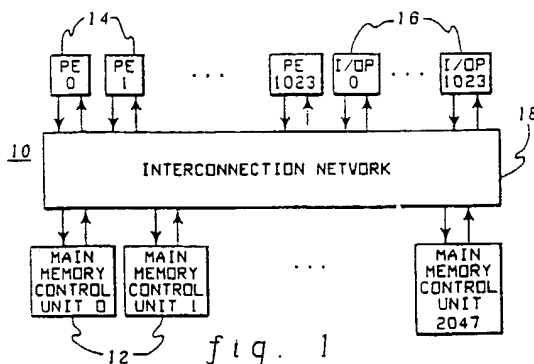 14
16
PE
0
PE
1
...
PE
1023
I/OP
0
...
I/OP
1023
10
18
INTERCONNECTION NETWORK
MAIN
MEMORY
CONTROL
UNIT 0
MAIN
MEMORY
CONTROL
UNIT 1
...
MAIN
MEMORY
CONTROL
UNIT
2047
12
fig. 1